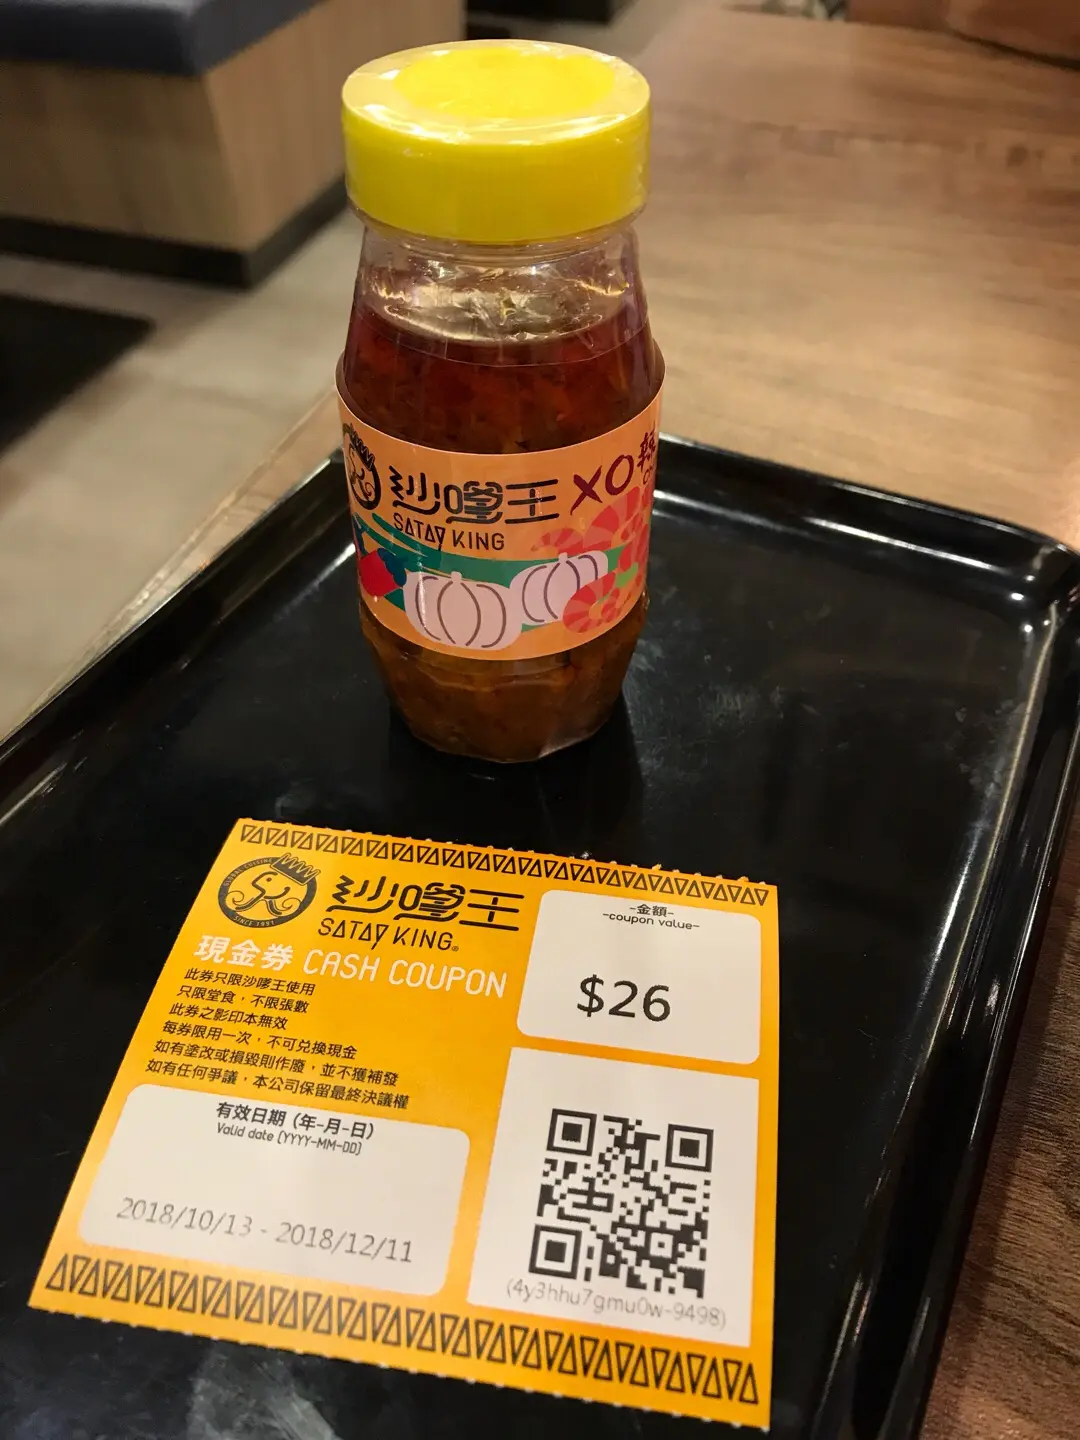 沙嗲王 XO辣
SATAY KING
GLOBAL CUISINE
SINCE 1991
沙嗲王
SATAY KING®
現金券 CASH COUPON
此券只限沙嗲王使用
只限堂食，不限張數
此券之影印本無效
每券限用一次，不可兌換現金
如有塗改或損毀則作廢，並不獲補發
如有任何爭議，本公司保留最終決議權
-金額-
-coupon value-
$26
有效日期 (年-月-日)
Valid date (YYYY-MM-DD)
2018/10/13 - 2018/12/11
(4y3hhu7gmu0w-9498)